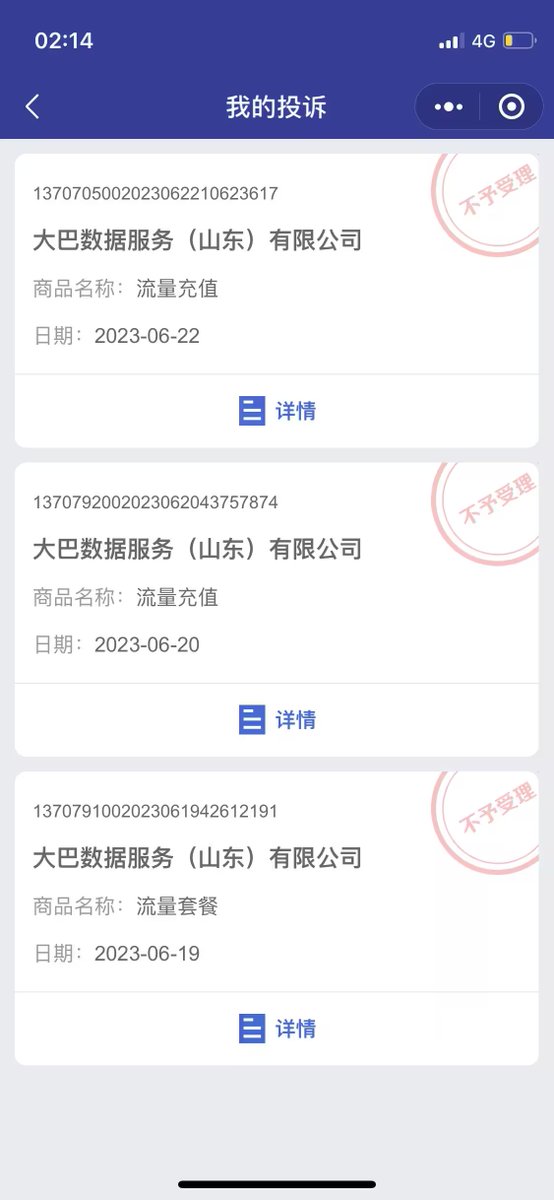 02:14
4G
我的投诉
1370705002023062210623617
不予受理
大巴数据服务（山东）有限公司
商品名称：流量充值
日期：2023-06-22
详情
1370792002023062043757874
不予受理
大巴数据服务（山东）有限公司
商品名称：流量充值
日期：2023-06-20
详情
1370791002023061942612191
不予受理
大巴数据服务（山东）有限公司
商品名称：流量套餐
日期：2023-06-19
详情